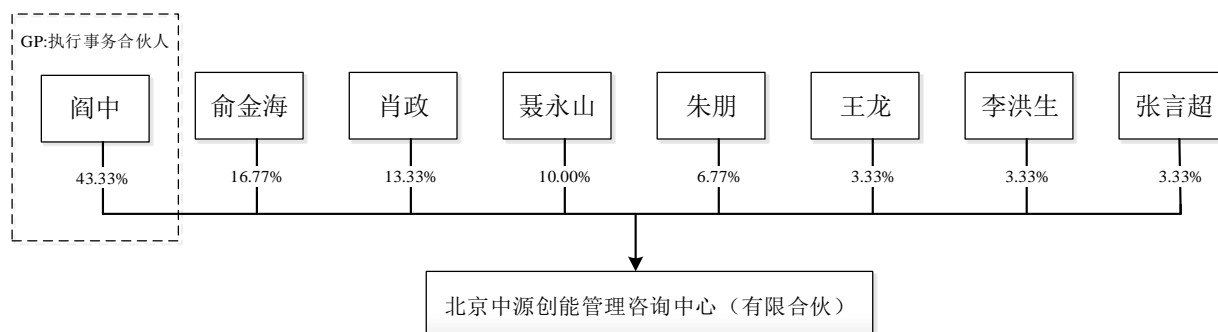 GP:执行事务合伙人
阎中 俞金海 肖政 聂永山 朱朋 王龙 李洪生 张言超
43.33% 16.77% 13.33% 10.00% 6.77% 3.33% 3.33% 3.33%
北京中源创能管理咨询中心（有限合伙）